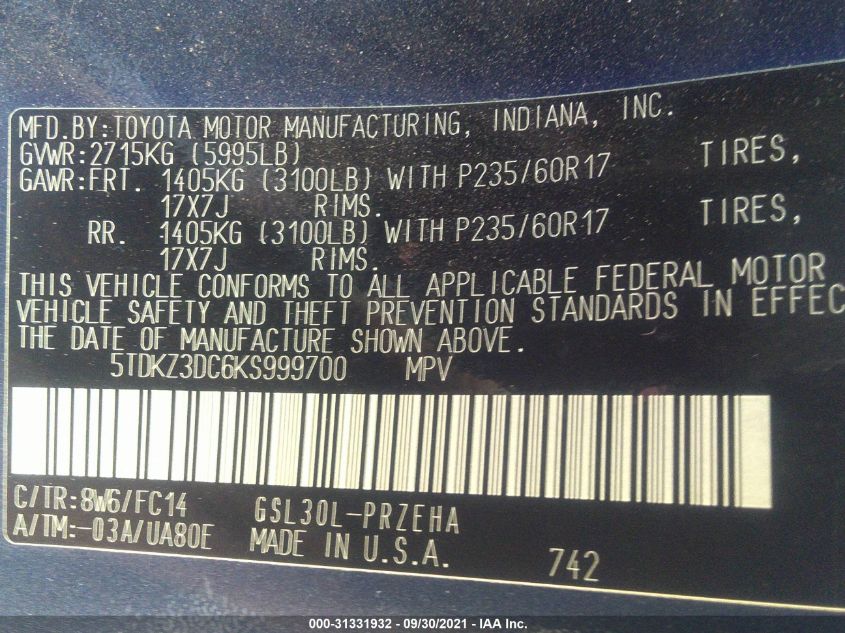 MFD.BY:TOYOTA MOTOR MANUFACTURING, INDIANA, INC.
GVWR:2715KG (5995LB)
GAWR:FRT. 1405KG (3100LB) WITH P235/60R17 TIRES,
17X7J RIMS.
RR. 1405KG (3100LB) WITH P235/60R17 TIRES,
17X7J RIMS.
THIS VEHICLE CONFORMS TO ALL APPLICABLE FEDERAL MOTOR
VEHICLE SAFETY AND THEFT PREVENTION STANDARDS IN EFFEC
THE DATE OF MANUFACTURE SHOWN ABOVE.
5TDKZ3DC6KS999700 MPV
C/TR:8W6/FC14 GSL30L-PRZEHA
A/TM:-03A/UA80E MADE IN U.S.A. 742
000-31331932 - 09/30/2021 - IAA Inc.